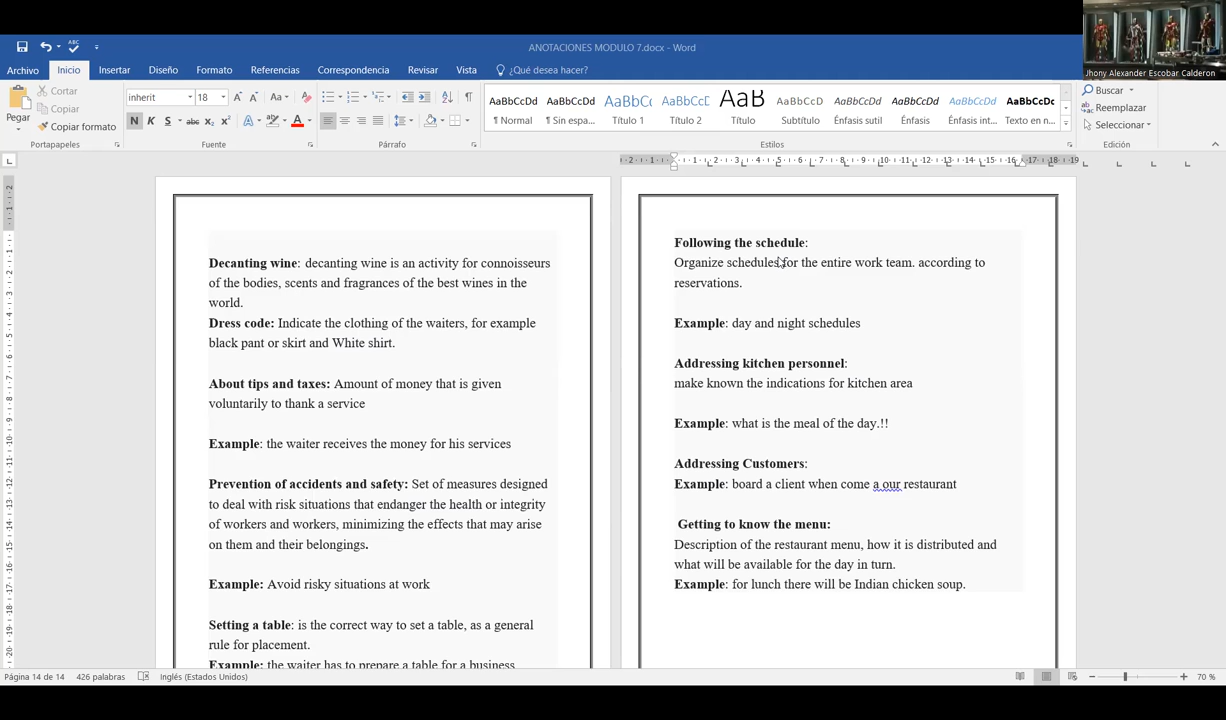 ANOTACIONES MODULO 7.docx - Word
Jhony Alexander Escobar Calderon
Archivo Inicio Insertar Diseño Formato Referencias Correspondencia Revisar Vista ¿Qué desea hacer?
Pegar
Cortar
Copiar
Copiar formato
inherit 18
N K S abc x₂ x²
AaBbCcDd AaBbCcDd AaBbCc AaBbCcD AaB AaBbCcD AaBbCcDd AaBbCcDd AaBbCcDd AaBbCcDc
¶ Normal ¶ Sin espa... Título 1 Título 2 Título Subtítulo Énfasis sutil Énfasis Énfasis int... Texto en n...
Buscar
Reemplazar
Seleccionar
Portapapeles Fuente Párrafo Estilos Edición
Decanting wine: decanting wine is an activity for connoisseurs
of the bodies, scents and fragrances of the best wines in the
world.
Dress code: Indicate the clothing of the waiters, for example
black pant or skirt and White shirt.
About tips and taxes: Amount of money that is given
voluntarily to thank a service
Example: the waiter receives the money for his services
Prevention of accidents and safety: Set of measures designed
to deal with risk situations that endanger the health or integrity
of workers and workers, minimizing the effects that may arise
on them and their belongings.
Example: Avoid risky situations at work
Setting a table: is the correct way to set a table, as a general
rule for placement.
Example: the waiter has to prepare a table for a business
Following the schedule:
Organize schedules for the entire work team. according to
reservations.
Example: day and night schedules
Addressing kitchen personnel:
make known the indications for kitchen area
Example: what is the meal of the day.!!
Addressing Customers:
Example: board a client when come a our restaurant
Getting to know the menu:
Description of the restaurant menu, how it is distributed and
what will be available for the day in turn.
Example: for lunch there will be Indian chicken soup.
Página 14 de 14 426 palabras Inglés (Estados Unidos) 70 %